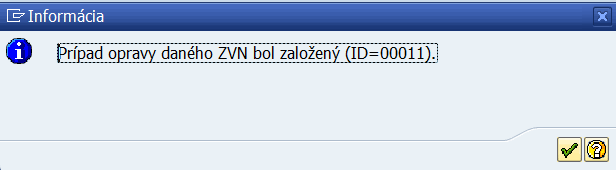 Informácia
Prípad opravy daného ZVN bol založený (ID=00011).